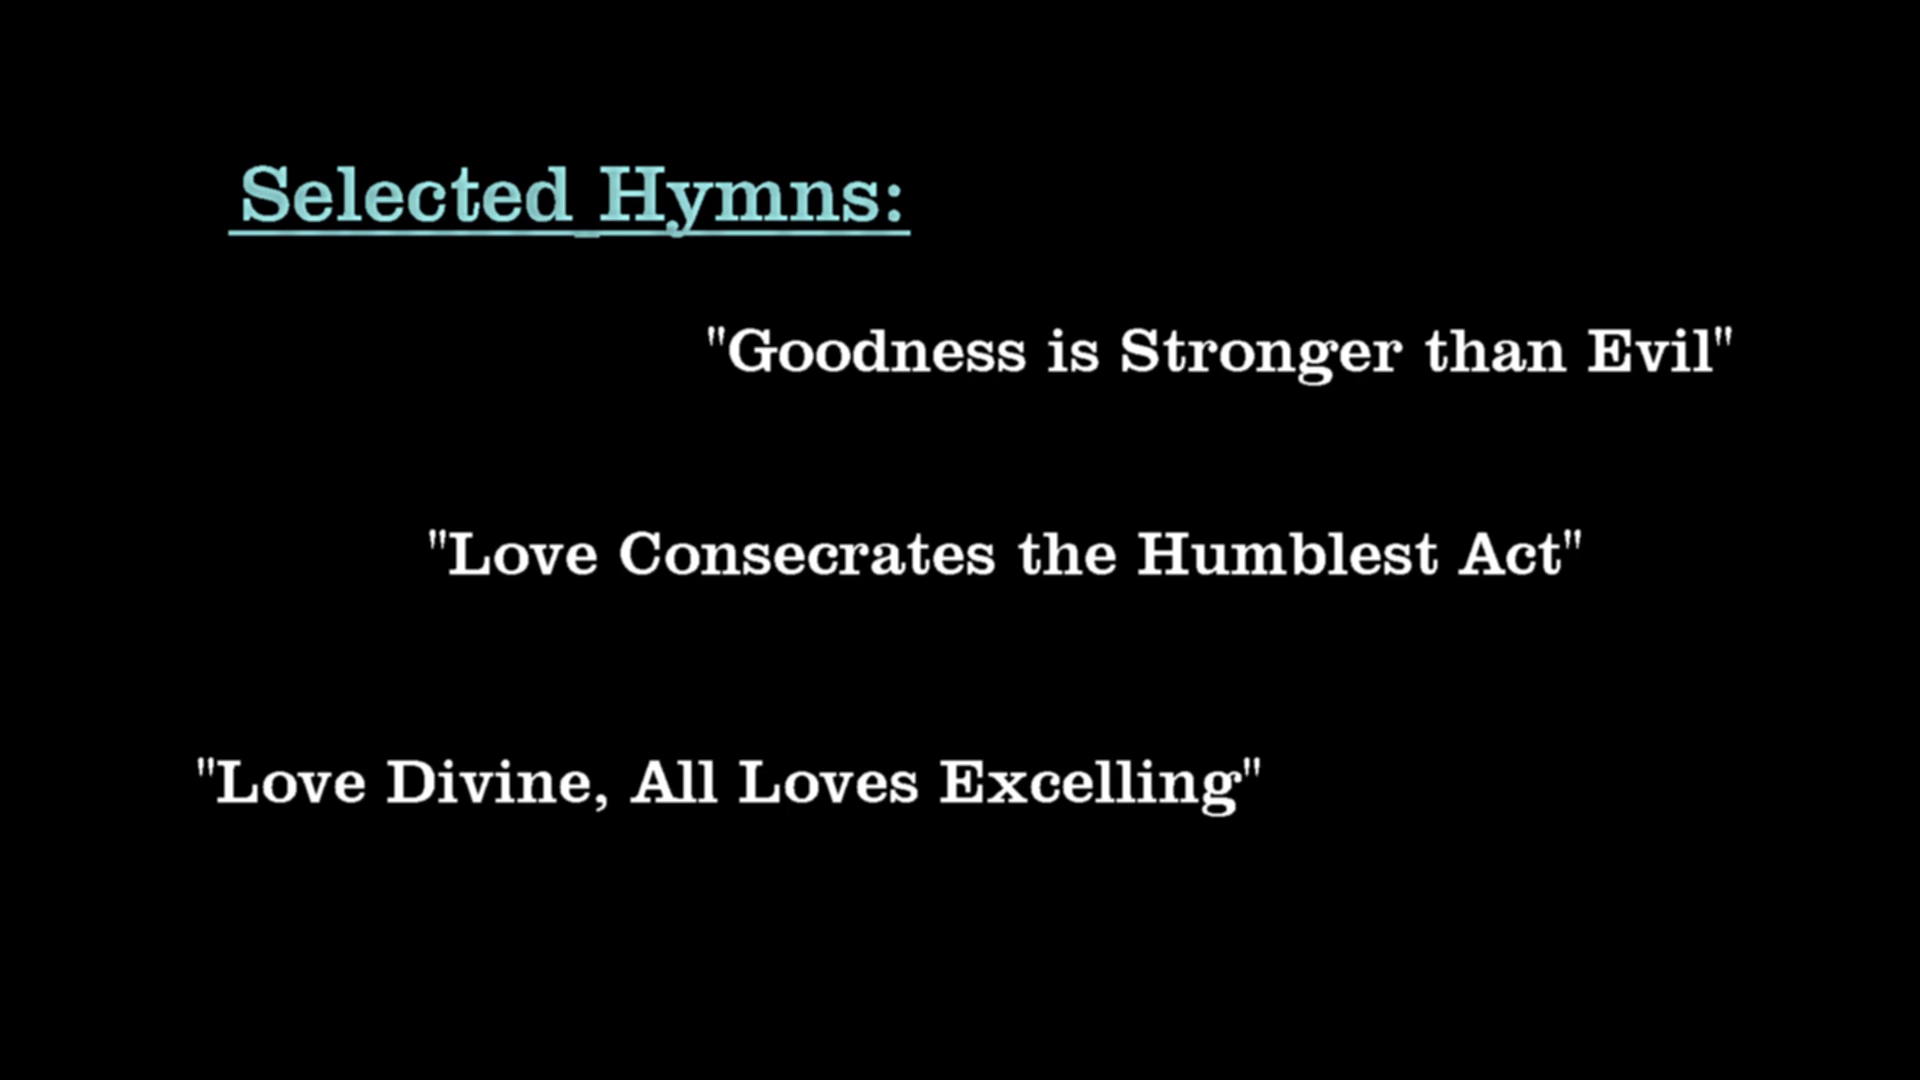 Selected Hymns:
"Goodness is Stronger than Evil"
"Love Consecrates the Humblest Act"
"Love Divine, All Loves Excelling"